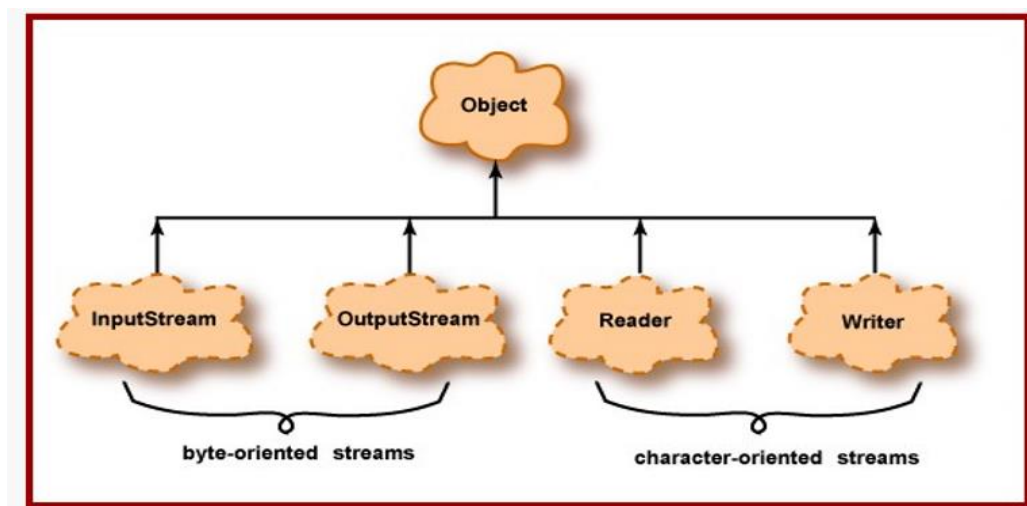 Object
InputStream OutputStream Reader Writer
byte-oriented streams character-oriented streams